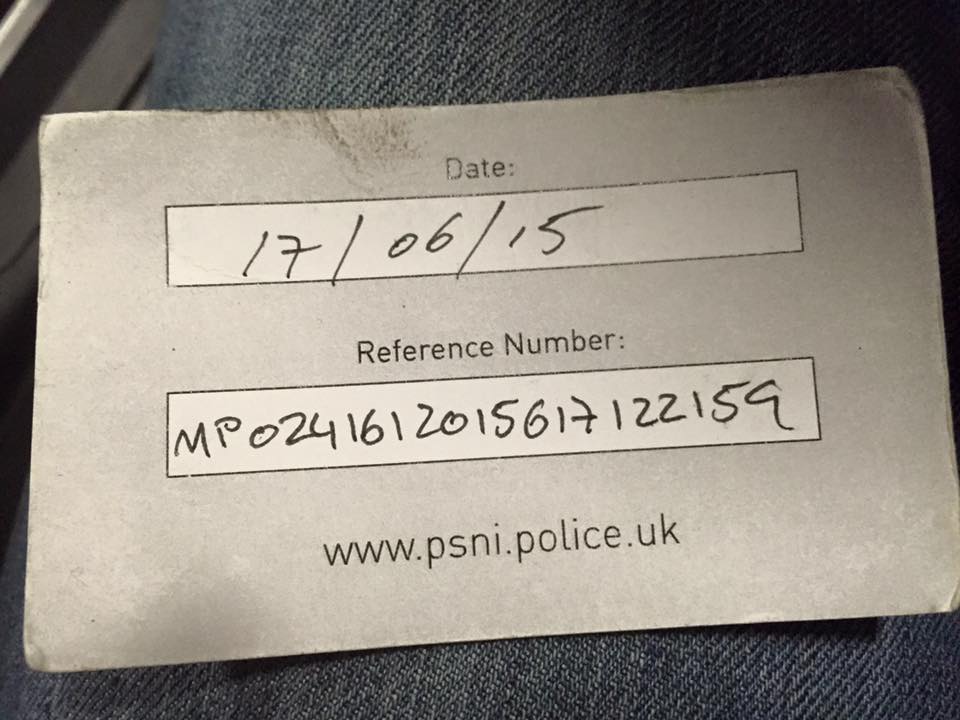 Date:
17/06/15
Reference Number:
MP0241612015617122159
www.psni.police.uk